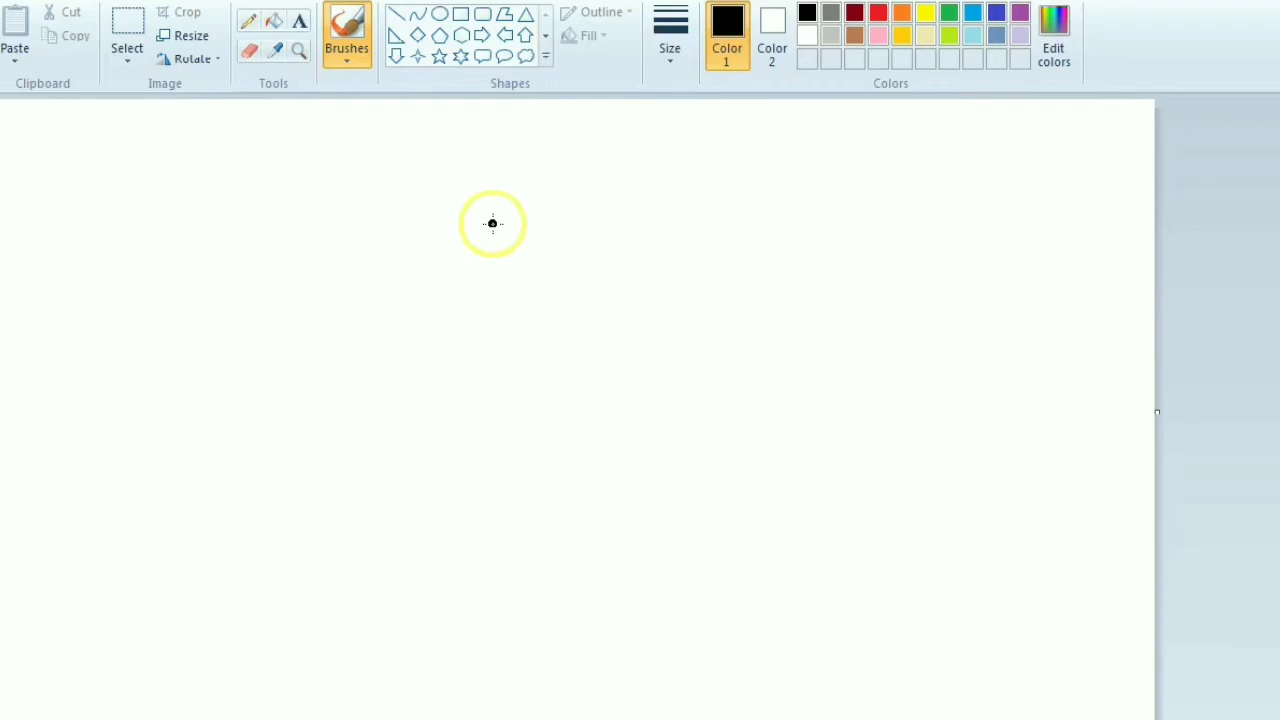 Cut
Crop
Outline
Paste
Copy
Select
Resize
Rotate
A
Brushes
Fill
Size
Color
1
Color
2
Edit
colors
Clipboard
Image
Tools
Shapes
Colors